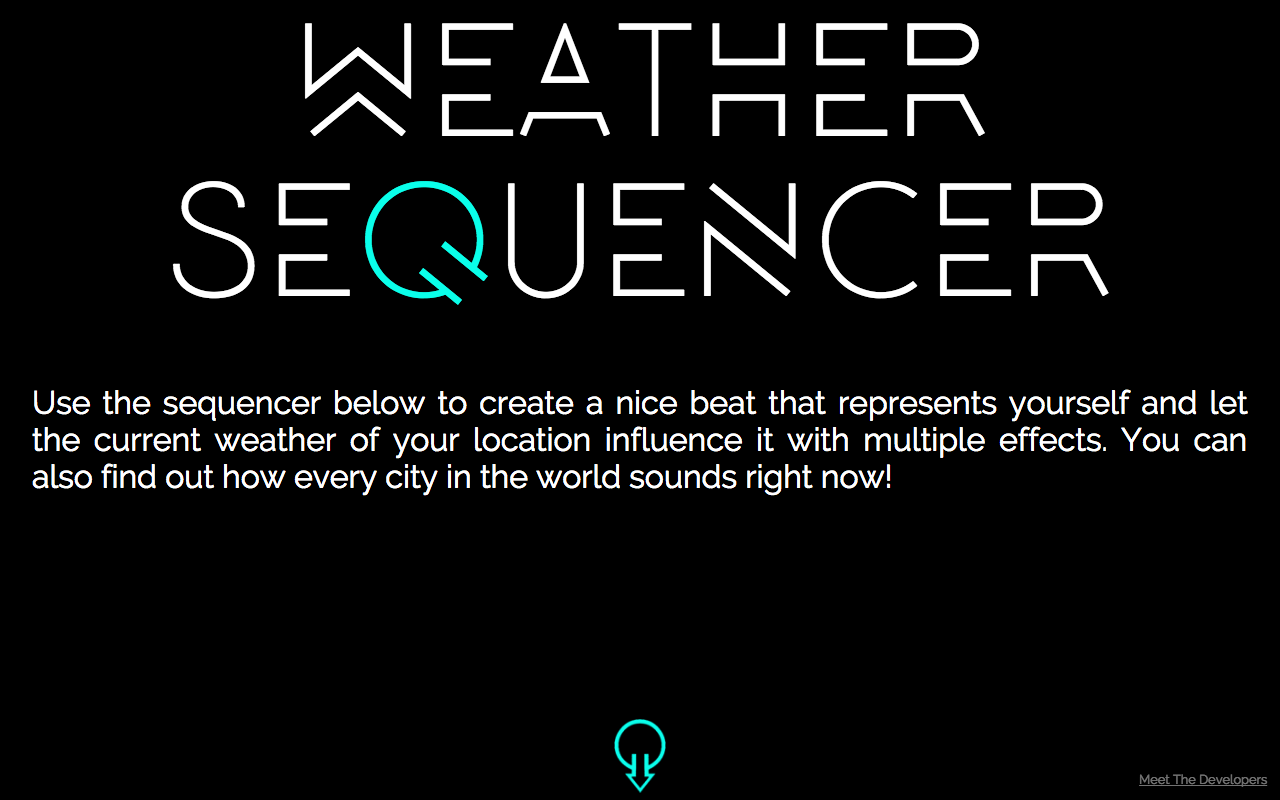 WEATHER
SEQUENCER
Use the sequencer below to create a nice beat that represents yourself and let
the current weather of your location influence it with multiple effects. You can
also find out how every city in the world sounds right now!
Meet The Developers